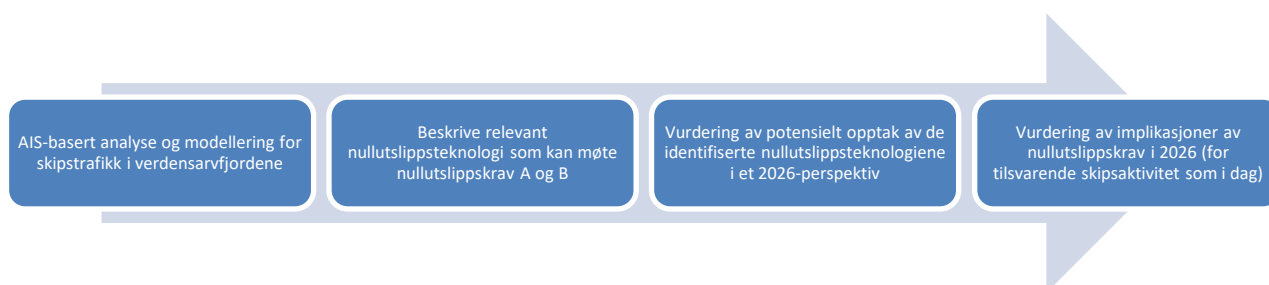 AIS-basert analyse og modellering for
skipstrafikk i verdensarvfjordene
Beskrive relevant
nullutslippsteknologi som kan møte
nullutslippskrav A og B
Vurdering av potensielt opptak av de
identifiserte nullutslippsteknologiene
i et 2026-perspektiv
Vurdering av implikasjoner av
nullutslippskrav i 2026 (for
tilsvarende skipsaktivitet som i dag)